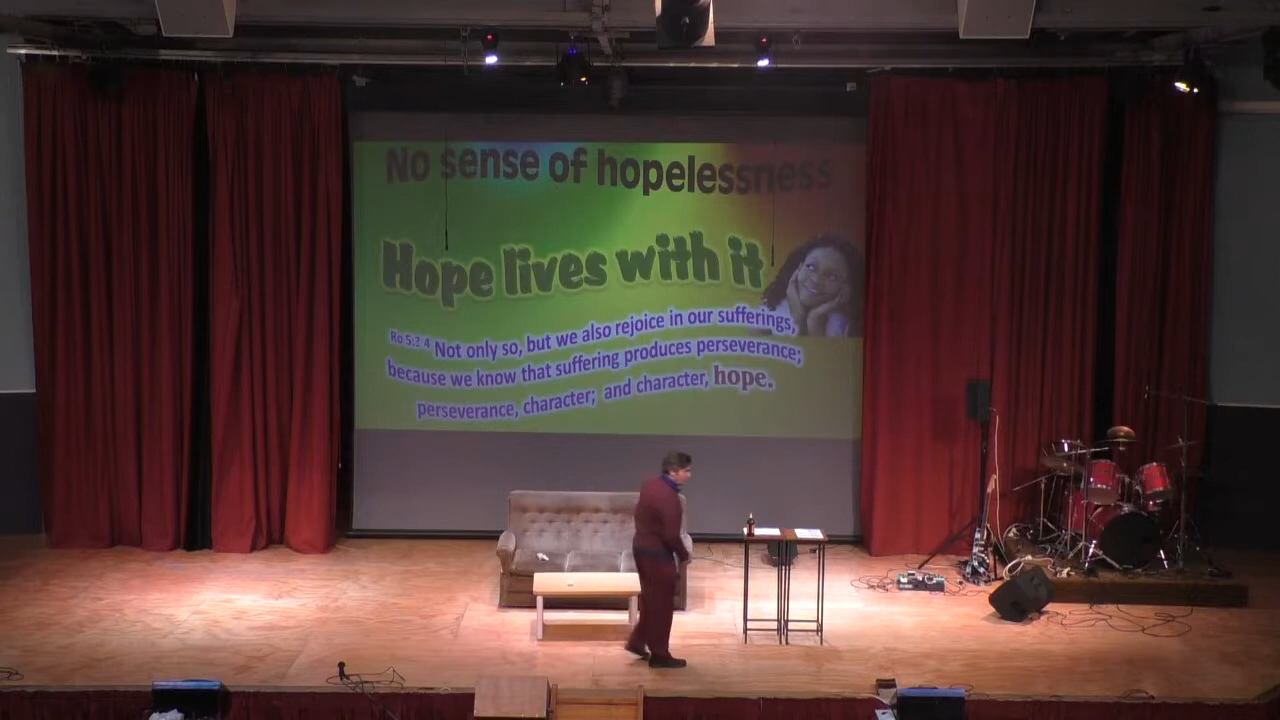 No sense of hopelessness
Hope lives with it
Ro 5:3 4 Not only so, but we also rejoice in our sufferings,
because we know that suffering produces perseverance;
perseverance, character; and character, hope.